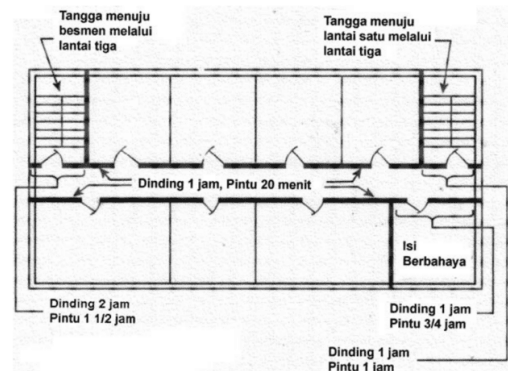 Tangga menuju
besmen melalui
lantai tiga
Tangga menuju
lantai satu melalui
lantai tiga
Dinding 1 jam, Pintu 20 menit
Isi
Berbahaya
Dinding 2 jam
Pintu 1 1/2 jam
Dinding 1 jam
Pintu 3/4 jam
Dinding 1 jam
Pintu 1 jam